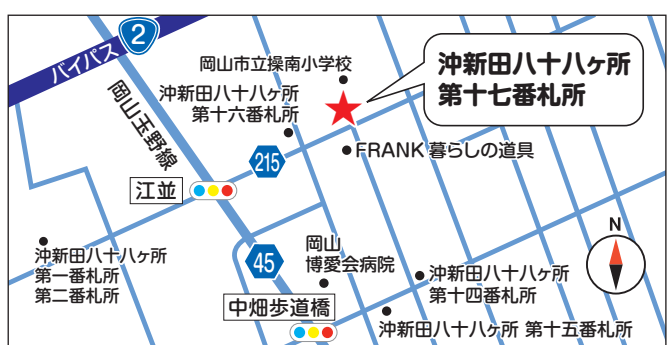 2
バイパス
岡山市立操南小学校
沖新田八十八ヶ所
第十七番札所
沖新田八十八ヶ所
第十六番札所
岡山玉野線
FRANK 暮らしの道具
215
江並
N
沖新田八十八ヶ所
第一番札所
第二番札所
45
岡山
博愛会病院
沖新田八十八ヶ所
第十四番札所
中畑歩道橋
沖新田八十八ヶ所 第十五番札所